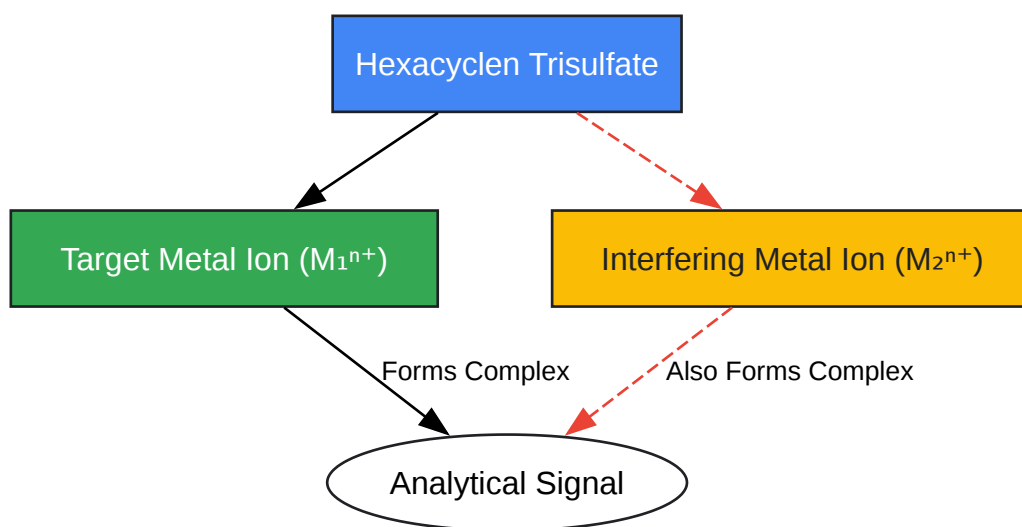 Hexacyclen Trisulfate
Target Metal Ion (M₁ⁿ⁺)
Interfering Metal Ion (M₂ⁿ⁺)
Forms Complex
Also Forms Complex
Analytical Signal